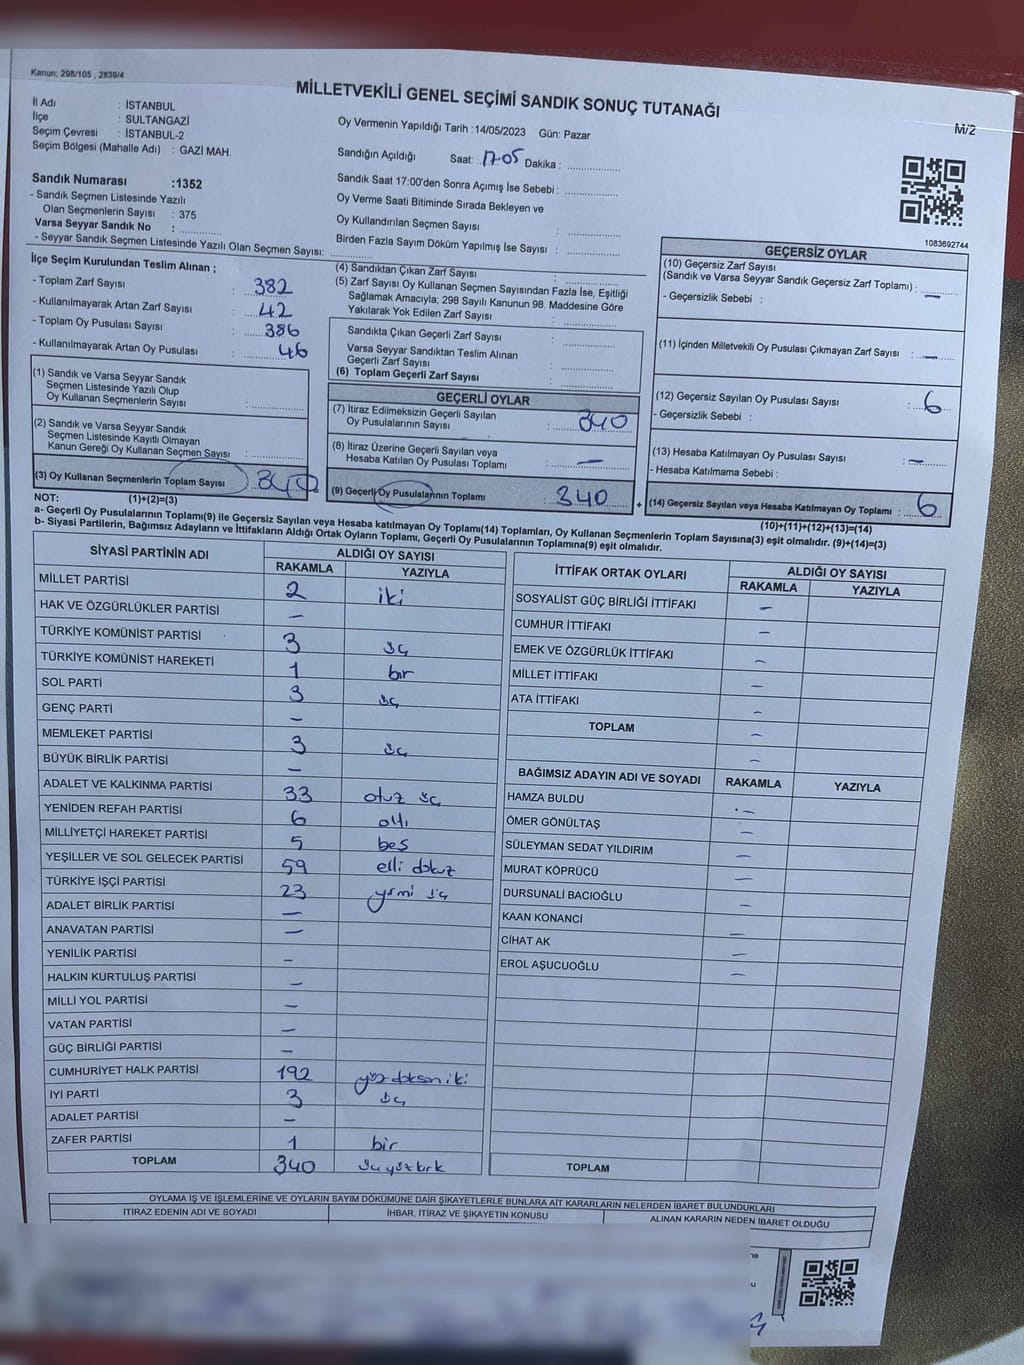 Kanun; 298/105 , 2839/4
MİLLETVEKİLİ GENEL SEÇİMİ SANDIK SONUÇ TUTANAĞI
M/2
İl Adı : İSTANBUL
İlçe : SULTANGAZİ
Seçim Çevresi : İSTANBUL-2
Seçim Bölgesi (Mahalle Adı) : GAZİ MAH.
Sandık Numarası :1352
- Sandık Seçmen Listesinde Yazılı
Olan Seçmenlerin Sayısı : 375
Varsa Seyyar Sandık No :
- Seyyar Sandık Seçmen Listesinde Yazılı Olan Seçmen Sayısı:
Oy Vermenin Yapıldığı Tarih :14/05/2023 Gün: Pazar
Sandığın Açıldığı Saat: 17.05 Dakika :
Sandık Saat 17:00'den Sonra Açımış İse Sebebi :
Oy Verme Saati Bitiminde Sırada Bekleyen ve
Oy Kullandırılan Seçmen Sayısı :
Birden Fazla Sayım Döküm Yapılmış İse Sayısı :
1083692744
İlçe Seçim Kurulundan Teslim Alınan ;
- Toplam Zarf Sayısı : 382
- Kullanılmayarak Artan Zarf Sayısı : 42
- Toplam Oy Pusulası Sayısı : 386
- Kullanılmayarak Artan Oy Pusulası : 46
(1) Sandık ve Varsa Seyyar Sandık
Seçmen Listesinde Yazılı Olup
Oy Kullanan Seçmenlerin Sayısı :
(2) Sandık ve Varsa Seyyar Sandık
Seçmen Listesinde Kayıtlı Olmayan
Kanun Gereği Oy Kullanan Seçmen Sayısı :
(3) Oy Kullanan Seçmenlerin Toplam Sayısı
(4) Sandıktan Çıkan Zarf Sayısı :
(5) Zarf Sayısı Oy Kullanan Seçmen Sayısından Fazla İse, Eşitliği
Sağlamak Amacıyla, 298 Sayılı Kanunun 98. Maddesine Göre
Yakılarak Yok Edilen Zarf Sayısı :
Sandıkta Çıkan Geçerli Zarf Sayısı :
Varsa Seyyar Sandıktan Teslim Alınan
Geçerli Zarf Sayısı :
(6) Toplam Geçerli Zarf Sayısı :
GEÇERLİ OYLAR
(7) İtiraz Edilmeksizin Geçerli Sayılan
Oy Pusulalarının Sayısı : 340
(8) İtiraz Üzerine Geçerli Sayılan veya
Hesaba Katılan Oy Pusulası Toplamı : —
(9) Geçerli Oy Pusulalarının Toplamı : 340
GEÇERSİZ OYLAR
(10) Geçersiz Zarf Sayısı
(Sandık ve Varsa Seyyar Sandık Geçersiz Zarf Toplamı) : —
- Geçersizlik Sebebi :
(11) İçinden Milletvekili Oy Pusulası Çıkmayan Zarf Sayısı : —
(12) Geçersiz Sayılan Oy Pusulası Sayısı : 6
- Geçersizlik Sebebi :
(13) Hesaba Katılmayan Oy Pusulası Sayısı : —
- Hesaba Katılmama Sebebi :
+ (14) Geçersiz Sayılan veya Hesaba Katılmayan Oy Toplamı : 6
NOT: (1)+(2)=(3)
(10)+(11)+(12)+(13)=(14)
a- Geçerli Oy Pusulalarının Toplamı(9) ile Geçersiz Sayılan veya Hesaba katılmayan Oy Toplamı(14) Toplamları, Oy Kullanan Seçmenlerin Toplam Sayısına(3) eşit olmalıdır. (9)+(14)=(3)
b- Siyasi Partilerin, Bağımsız Adayların ve İttifakların Aldığı Ortak Oyların Toplamı, Geçerli Oy Pusulalarının Toplamına(9) eşit olmalıdır.
SİYASİ PARTİNİN ADI ALDIĞI OY SAYISI
RAKAMLA YAZIYLA
MİLLET PARTİSİ 2 iki
HAK VE ÖZGÜRLÜKLER PARTİSİ —
TÜRKİYE KOMÜNİST PARTİSİ 3 üç
TÜRKİYE KOMÜNİST HAREKETİ 1 bir
SOL PARTİ 3 üç
GENÇ PARTİ —
MEMLEKET PARTİSİ 3 üç
BÜYÜK BİRLİK PARTİSİ —
ADALET VE KALKINMA PARTİSİ 33 otuz üç
YENİDEN REFAH PARTİSİ 6 altı
MİLLİYETÇİ HAREKET PARTİSİ 5 beş
YEŞİLLER VE SOL GELECEK PARTİSİ 59 elli dokuz
TÜRKİYE İŞÇİ PARTİSİ 23 yirmi üç
ADALET BİRLİK PARTİSİ —
ANAVATAN PARTİSİ —
YENİLİK PARTİSİ —
HALKIN KURTULUŞ PARTİSİ —
MİLLİ YOL PARTİSİ —
VATAN PARTİSİ —
GÜÇ BİRLİĞİ PARTİSİ —
CUMHURİYET HALK PARTİSİ 192 yüz doksan iki
İYİ PARTİ 3 üç
ADALET PARTİSİ —
ZAFER PARTİSİ 1 bir
TOPLAM 340 üçyüzkırk
İTTİFAK ORTAK OYLARI ALDIĞI OY SAYISI
RAKAMLA YAZIYLA
SOSYALİST GÜÇ BİRLİĞİ İTTİFAKI —
CUMHUR İTTİFAKI —
EMEK VE ÖZGÜRLÜK İTTİFAKI —
MİLLET İTTİFAKI —
ATA İTTİFAKI —
TOPLAM —
—
BAĞIMSIZ ADAYIN ADI VE SOYADI RAKAMLA YAZIYLA
HAMZA BULDU —
ÖMER GÖNÜLTAŞ —
SÜLEYMAN SEDAT YILDIRIM —
MURAT KÖPRÜCÜ —
DURSUNALİ BACIOĞLU —
KAAN KONANCİ —
CİHAT AK —
EROL AŞUCUOĞLU —
TOPLAM
OYLAMA İŞ VE İŞLEMLERİNE VE OYLARIN SAYIM DÖKÜMÜNE DAİR ŞİKAYETLERLE BUNLARA AİT KARARLARIN NELERDEN İBARET BULUNDUKLARI
İTİRAZ EDENİN ADI VE SOYADI İHBAR, İTİRAZ VE ŞİKAYETİN KONUSU ALINAN KARARIN NEDEN İBARET OLDUĞU